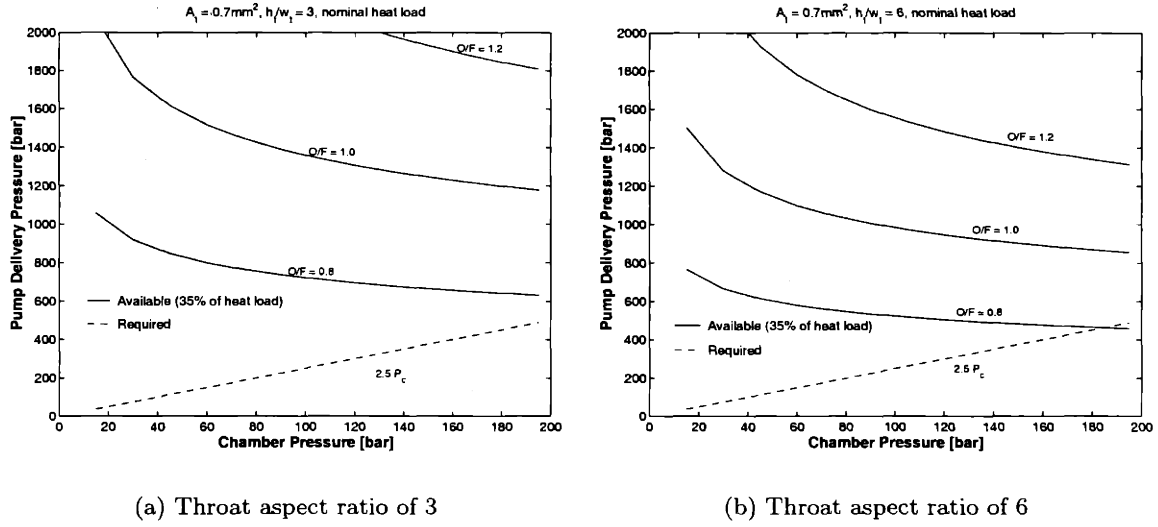 A_t = 0.7mm², h_t/w_t = 3, nominal heat load
2000
1800
1600
1400
1200
1000
800
600
400
200
0
Pump Delivery Pressure [bar]
O/F = 1.2
O/F = 1.0
O/F = 0.8
Available (35% of heat load)
Required
2.5 P_c
0 20 40 60 80 100 120 140 160 180 200
Chamber Pressure [bar]
(a) Throat aspect ratio of 3
A_t = 0.7mm², h_t/w_t = 6, nominal heat load
2000
1800
1600
1400
1200
1000
800
600
400
200
0
Pump Delivery Pressure [bar]
O/F = 1.2
O/F = 1.0
O/F = 0.8
Available (35% of heat load)
Required
2.5 P_c
0 20 40 60 80 100 120 140 160 180 200
Chamber Pressure [bar]
(b) Throat aspect ratio of 6